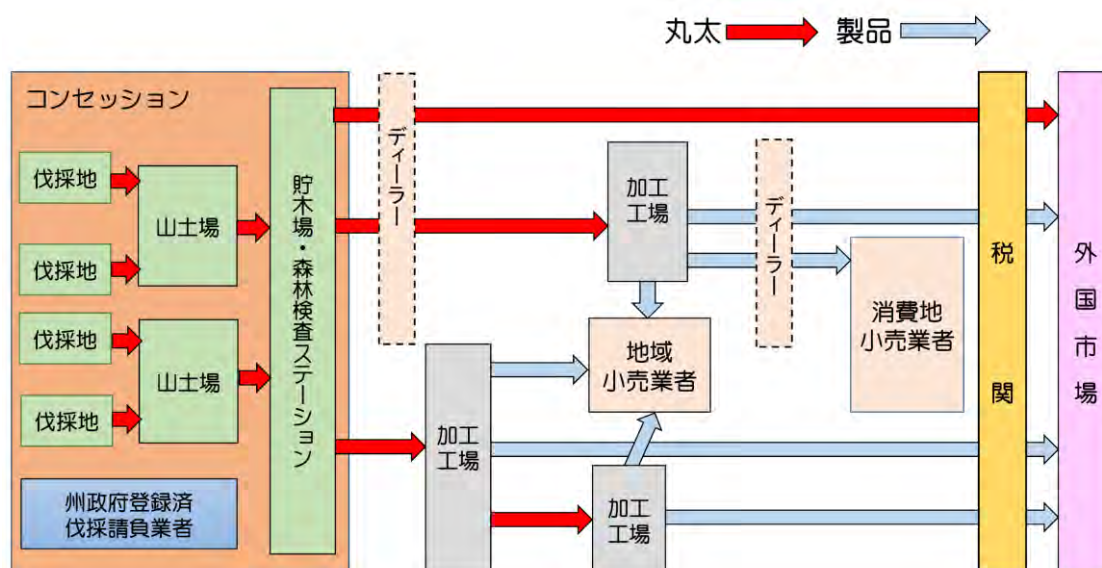 丸太
製品
コンセッション
伐採地
伐採地
伐採地
伐採地
山土場
山土場
州政府登録済
伐採請負業者
貯木場・森林検査ステーション
ディーラー
加工
工場
加工
工場
加工
工場
地域
小売業者
ディーラー
消費地
小売業者
税関
外国市場